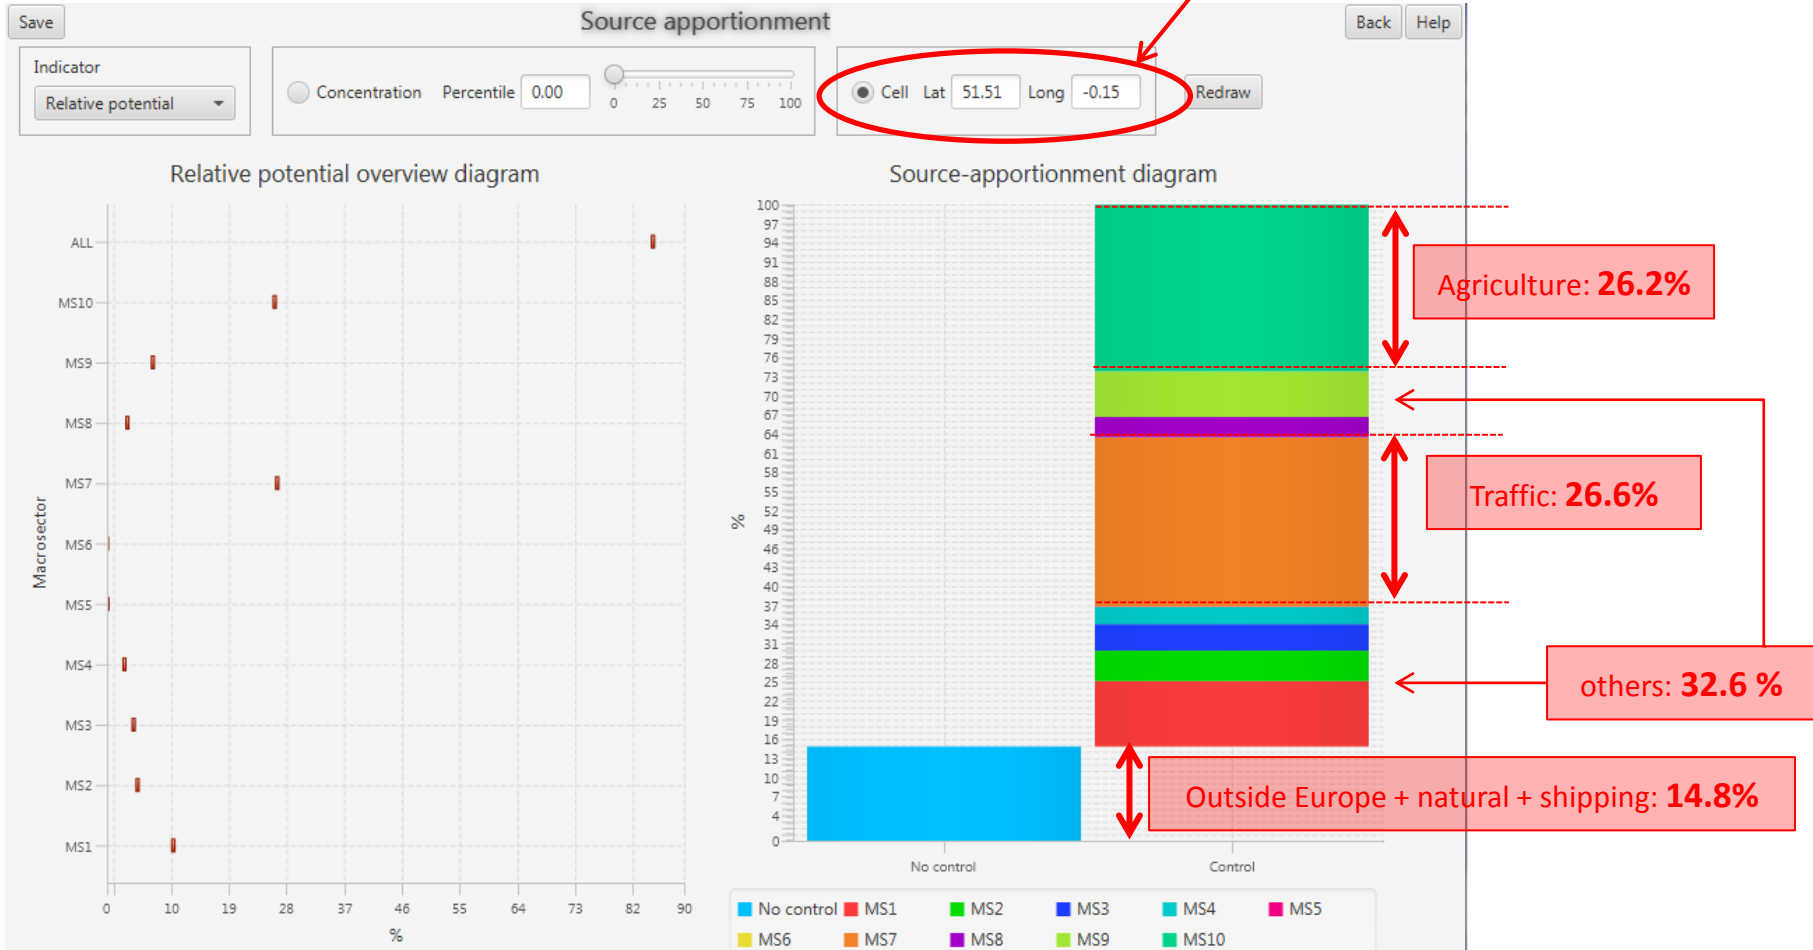 Save
Source apportionment
Back
Help
Indicator
Relative potential
Concentration
Percentile
0.00
0
25
50
75
100
Cell
Lat
51.51
Long
-0.15
Redraw
Relative potential overview diagram
Macrosector
ALL
MS10
MS9
MS8
MS7
MS6
MS5
MS4
MS3
MS2
MS1
0
10
19
28
37
46
55
64
73
82
90
%
Source-apportionment diagram
%
100
97
94
91
88
85
82
79
76
73
70
67
64
61
58
55
52
49
46
43
40
37
34
31
28
25
22
19
16
13
10
7
4
0
No control
Control
Agriculture: 26.2%
Traffic: 26.6%
others: 32.6 %
Outside Europe + natural + shipping: 14.8%
No control
MS1
MS2
MS3
MS4
MS5
MS6
MS7
MS8
MS9
MS10